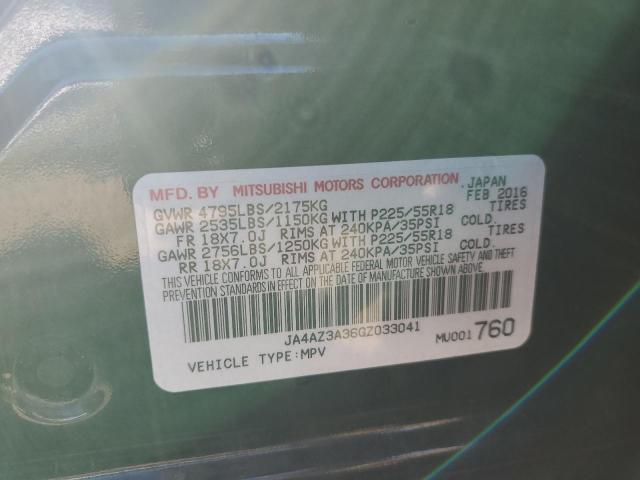 MFD. BY MITSUBISHI MOTORS CORPORATION, JAPAN
GVWR 4795LBS/2175KG FEB 2016
GAWR 2535LBS/1150KG WITH P225/55R18 TIRES
FR 18X7.0J RIMS AT 240KPA/35PSI COLD.
GAWR 2756LBS/1250KG WITH P225/55R18 TIRES
RR 18X7.0J RIMS AT 240KPA/35PSI COLD.
THIS VEHICLE CONFORMS TO ALL APPLICABLE FEDERAL MOTOR VEHICLE SAFETY AND THEFT
PREVENTION STANDARDS IN EFFECT ON THE DATE OF MANUFACTURE SHOWN ABOVE.
JA4AZ3A36GZ033041
MU001760
VEHICLE TYPE:MPV